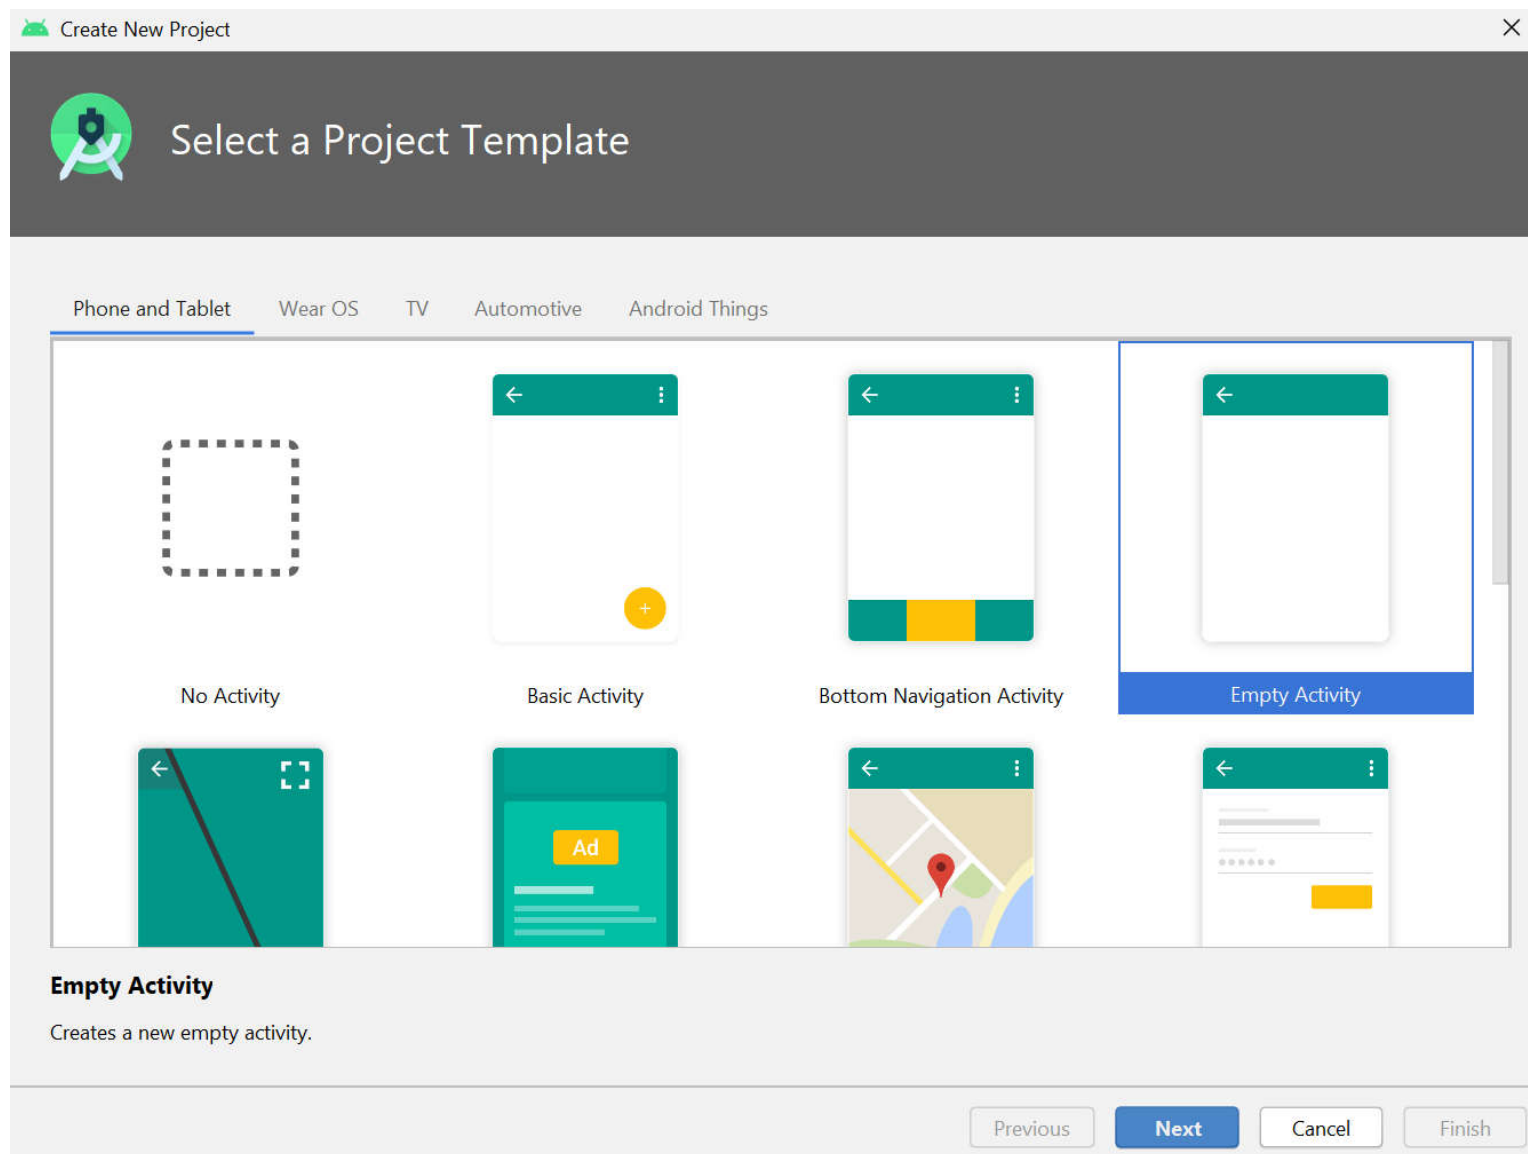 Create New Project
Select a Project Template
Phone and Tablet Wear OS TV Automotive Android Things
No Activity Basic Activity Bottom Navigation Activity Empty Activity
Ad
Empty Activity
Creates a new empty activity.
Previous Next Cancel Finish